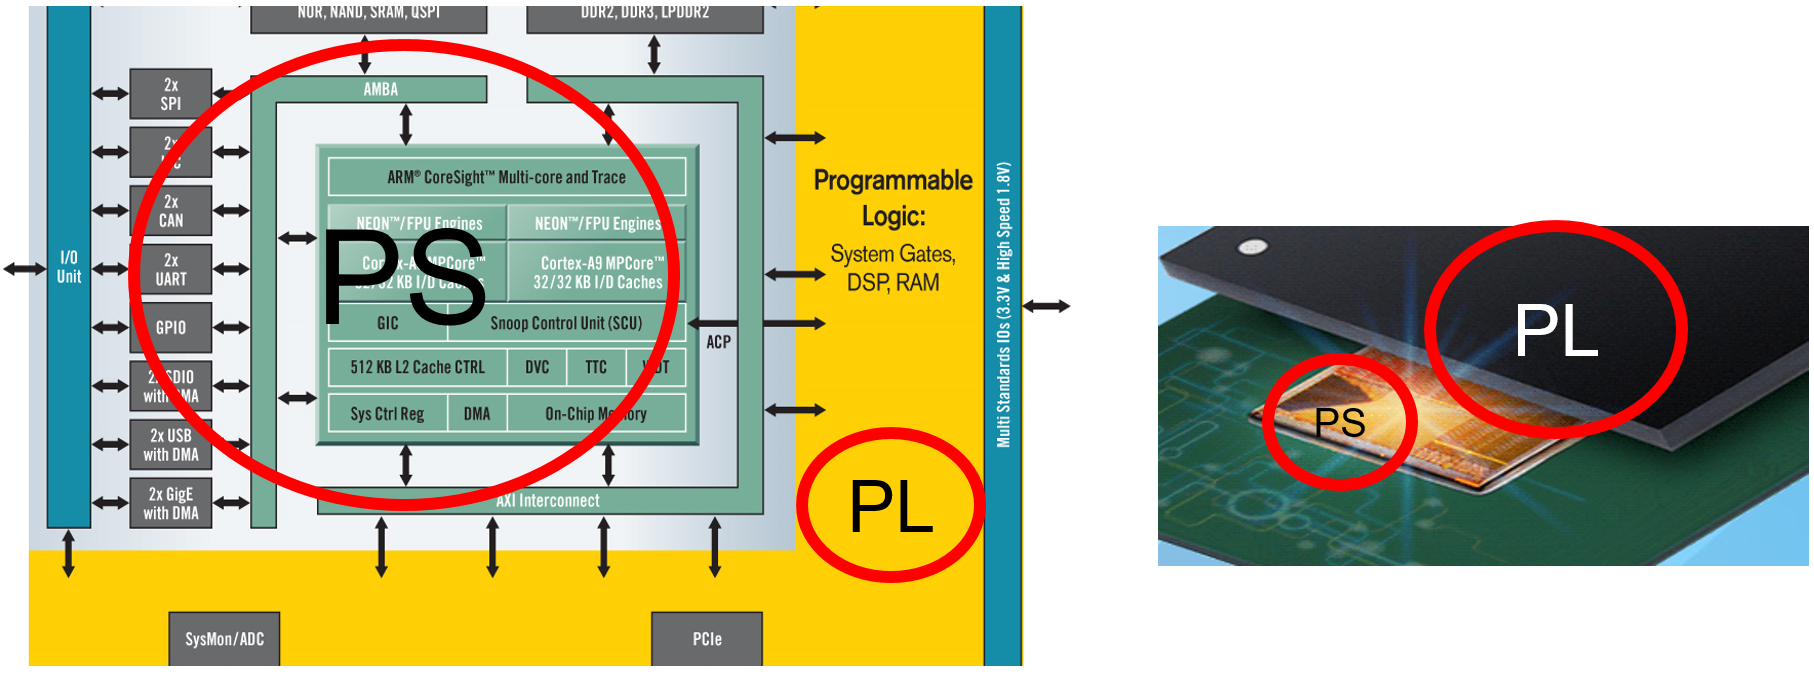 NOR, NAND, SRAM, QSPI
DDR2, DDR3, LPDDR2
AMBA
I/O
Unit
2x
SPI
2x
2x
CAN
2x
UART
GPIO
2x SDIO
with DMA
2x USB
with DMA
2x GigE
with DMA
ARM® CoreSight™ Multi-core and Trace
NEON™/FPU Engines
NEON™/FPU Engines
Cortex-A9 MPCore™
32/32 KB I/D Caches
Cortex-A9 MPCore™
32/32 KB I/D Caches
PS
GIC
Snoop Control Unit (SCU)
512 KB L2 Cache CTRL
DVC
TTC
Sys Ctrl Reg
DMA
On-Chip Memory
ACP
AXI Interconnect
Programmable
Logic:
System Gates,
DSP, RAM
PL
Multi Standards IOs (3.3V & High Speed 1.8V)
SysMon/ADC
PCIe
PS
PL